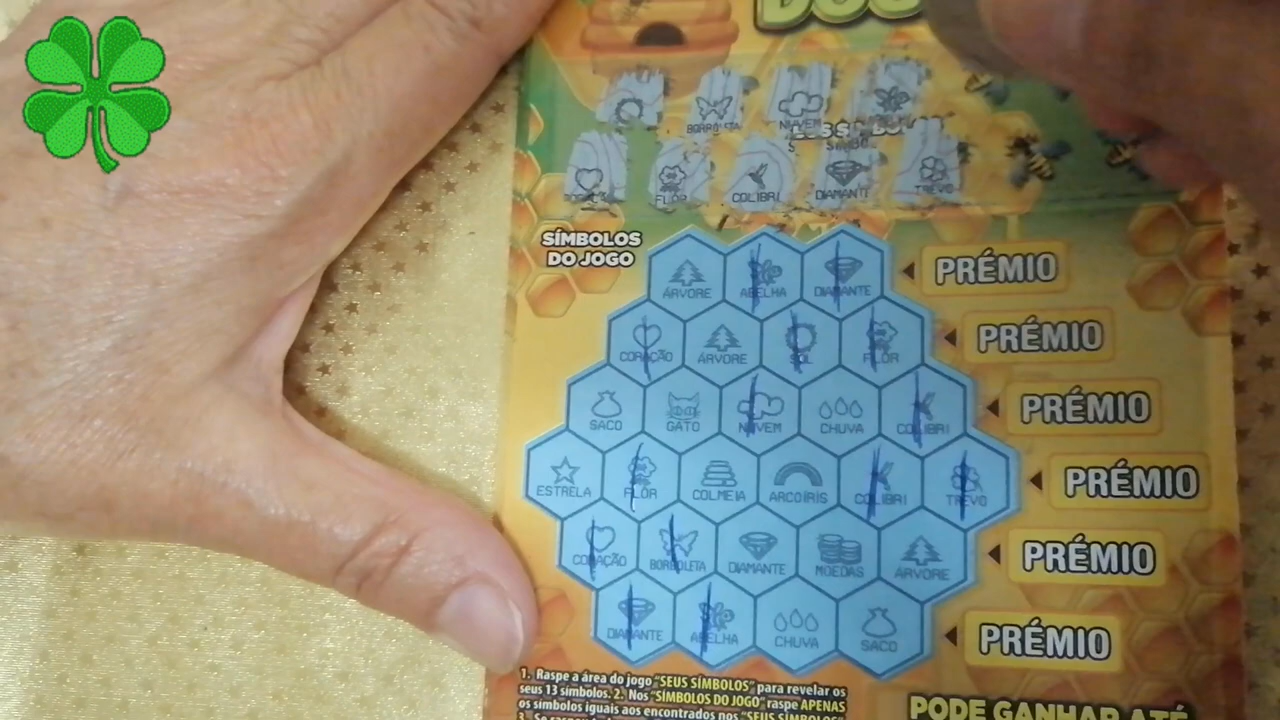 BORBOLETA NUVEM
COLIBRI DIAMANTE TREVO
FLOR
SÍMBOLOS
DO JOGO
ÁRVORE ABELHA DIAMANTE
PRÉMIO
CORAÇÃO ÁRVORE SOL FLOR
PRÉMIO
SACO GATO NUVEM CHUVA COLIBRI
PRÉMIO
ESTRELA FLOR COLMEIA ARCOÍRIS COLIBRI TREVO
PRÉMIO
CORAÇÃO BORBOLETA DIAMANTE MOEDAS ÁRVORE
PRÉMIO
DIAMANTE ABELHA CHUVA SACO
PRÉMIO
1. Raspe a área do jogo "SEUS SÍMBOLOS" para revelar os
seus 13 símbolos. 2. Nos "SÍMBOLOS DO JOGO" raspe APENAS
os símbolos iguais aos encontrados nos "SEUS SÍMBOLOS"
PODE GANHAR ATÉ